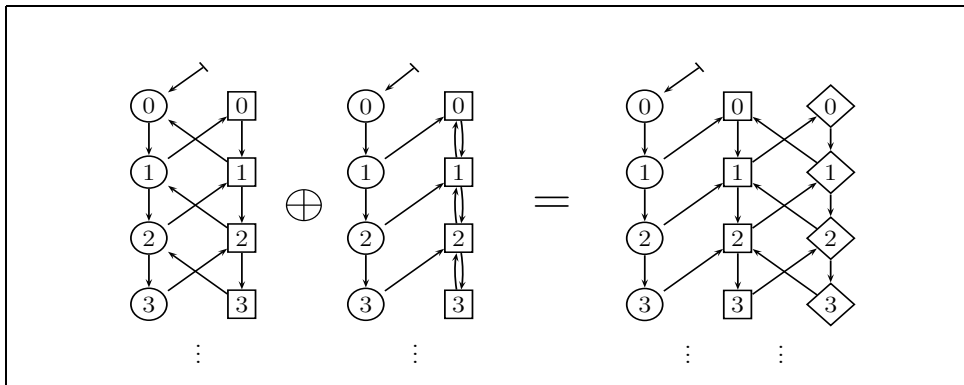 0 0 0 0 0 0 0
1 1 ⊕ 1 1 = 1 1 1
2 2 2 2 2 2 2
3 3 3 3 3 3 3
⋮ ⋮ ⋮ ⋮